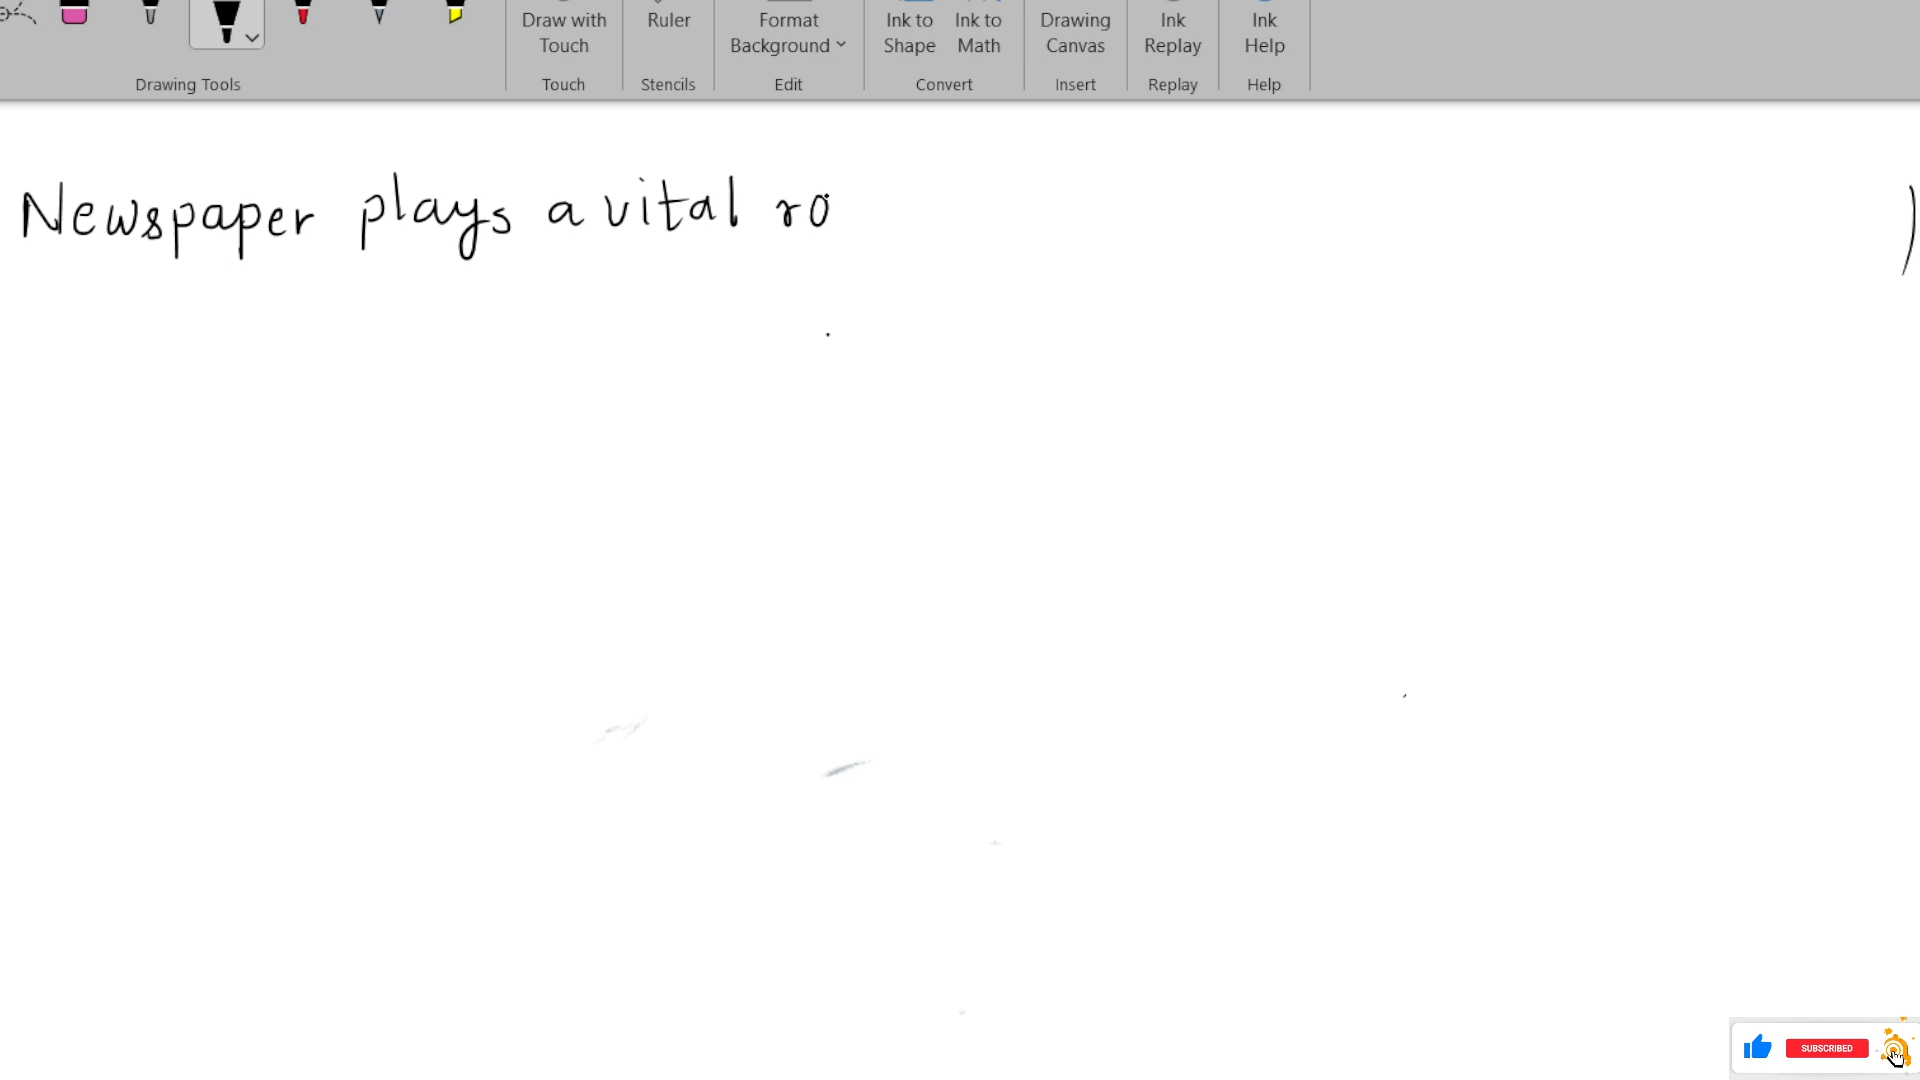 Draw with Touch
Ruler
Format Background
Ink to Shape
Ink to Math
Drawing Canvas
Ink Replay
Ink Help
Drawing Tools
Touch
Stencils
Edit
Convert
Insert
Replay
Help
Newspaper plays a vital ro
)
SUBSCRIBED